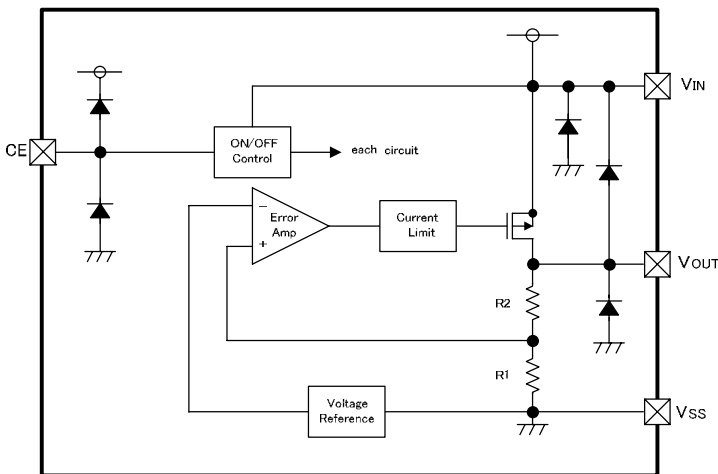 VIN
CE
ON/OFF
Control
each circuit
−
Error
Amp
+
Current
Limit
VOUT
R2
R1
Voltage
Reference
VSS